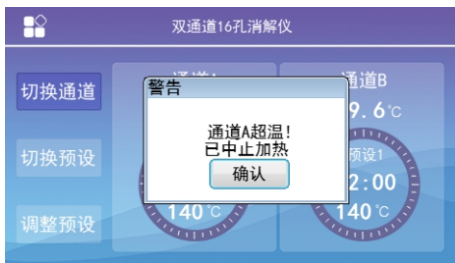 双通道16孔消解仪
切换通道
切换预设
调整预设
警告
通道A超温!
已中止加热
确认
140℃
通道B
9.6℃
预设1
2:00
140℃